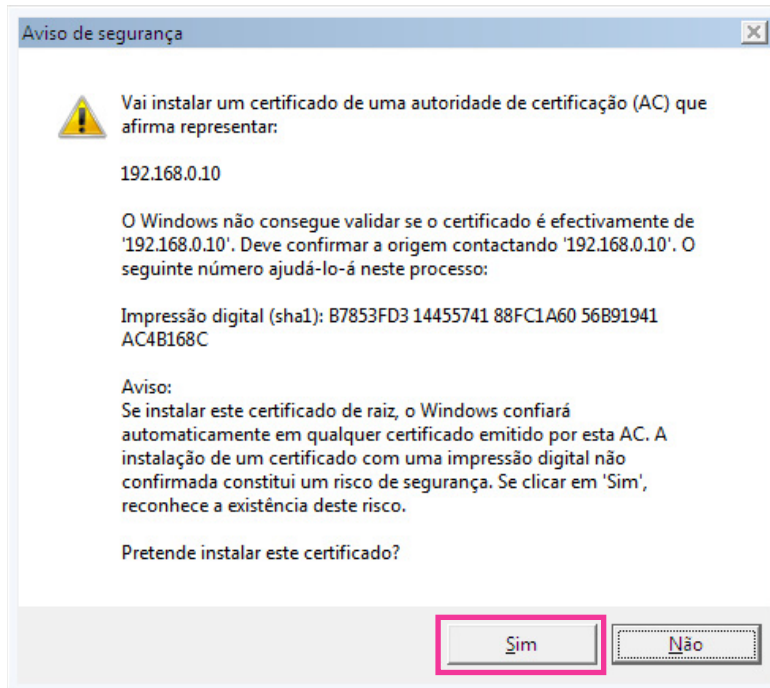 Aviso de segurança
Vai instalar um certificado de uma autoridade de certificação (AC) que
afirma representar:
192.168.0.10
O Windows não consegue validar se o certificado é efectivamente de
'192.168.0.10'. Deve confirmar a origem contactando '192.168.0.10'. O
seguinte número ajudá-lo-á neste processo:
Impressão digital (sha1): B7853FD3 14455741 88FC1A60 56B91941
AC4B168C
Aviso:
Se instalar este certificado de raiz, o Windows confiará
automaticamente em qualquer certificado emitido por esta AC. A
instalação de um certificado com uma impressão digital não
confirmada constitui um risco de segurança. Se clicar em 'Sim',
reconhece a existência deste risco.
Pretende instalar este certificado?
Sim Não